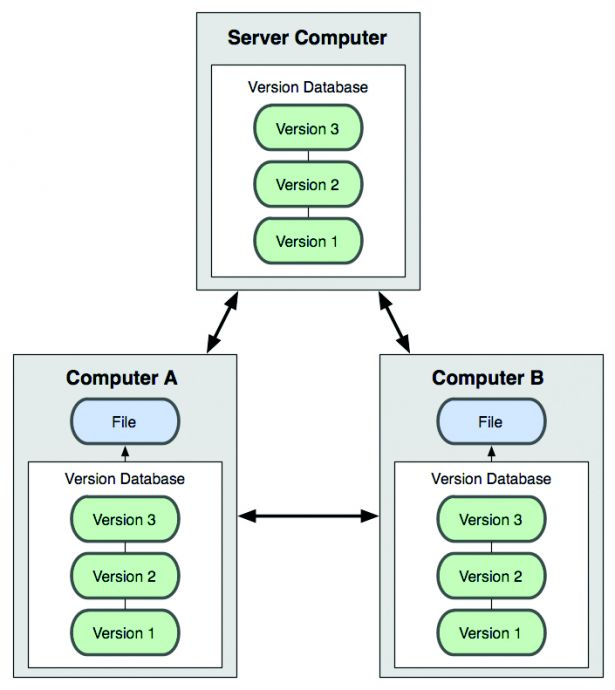 Server Computer
Version Database
Version 3
Version 2
Version 1
Computer A
File
Version Database
Version 3
Version 2
Version 1
Computer B
File
Version Database
Version 3
Version 2
Version 1